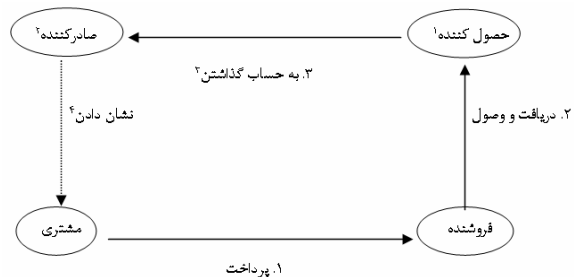 حصول کننده۱
صادرکننده۲
۳. به حساب گذاشتن۳
نشان دادن۴
۲. دریافت و وصول
فروشنده
مشتری
۱. پرداخت